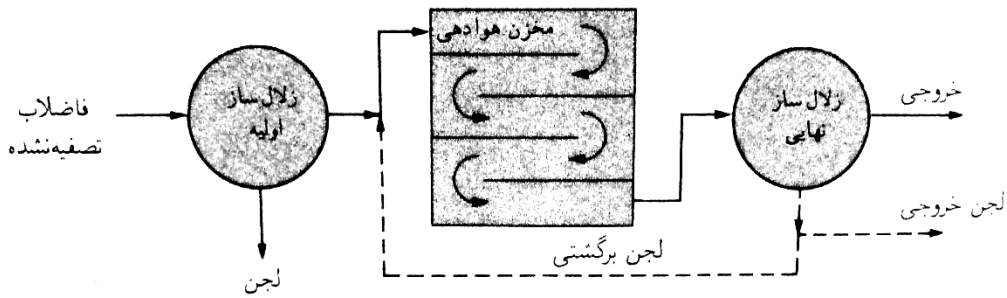 مخزن هوادهی
زلال ساز
اولیه
فاضلاب
تصفیه‌نشده
زلال ساز
نهایی
خروجی
لجن خروجی
لجن برگشتی
لجن